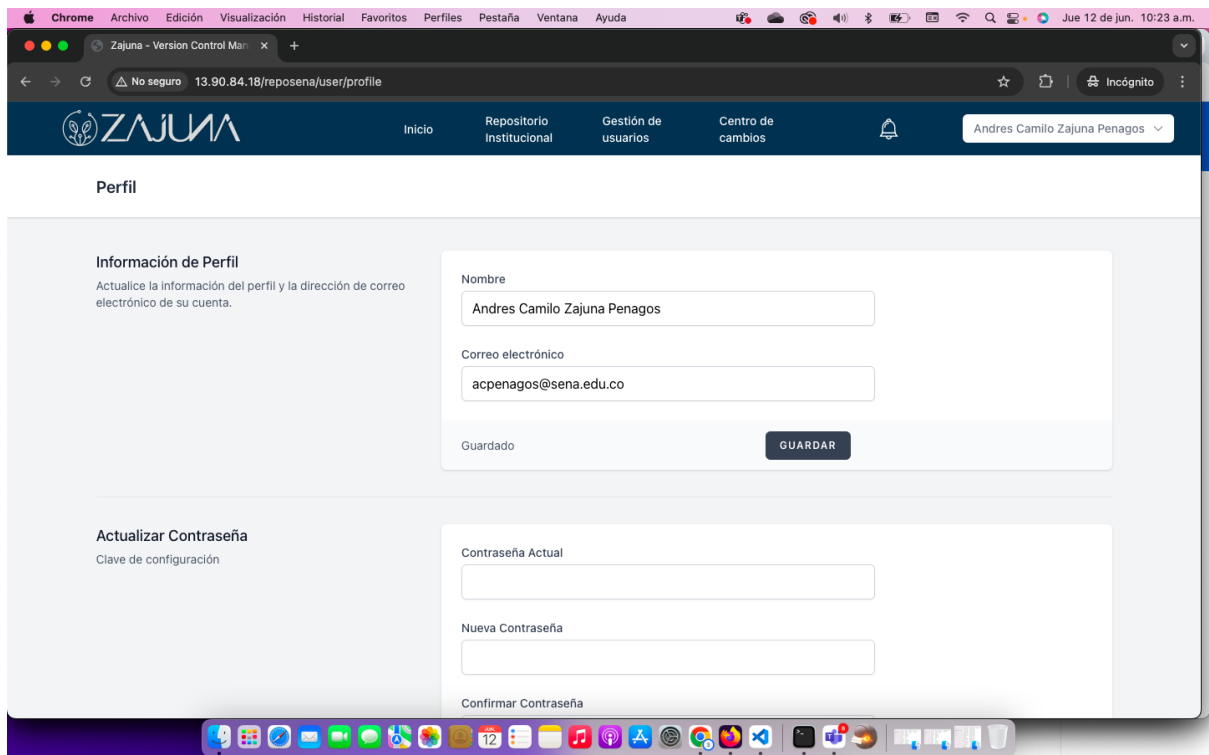 Chrome Archivo Edición Visualización Historial Favoritos Perfiles Pestaña Ventana Ayuda Jue 12 de jun. 10:23 a.m.
Zajuna - Version Control Man
No seguro 13.90.84.18/reposena/user/profile Incógnito
ZAJUNA Inicio Repositorio Institucional Gestión de usuarios Centro de cambios Andres Camilo Zajuna Penagos
Perfil
Información de Perfil
Actualice la información del perfil y la dirección de correo
electrónico de su cuenta.
Nombre
Andres Camilo Zajuna Penagos
Correo electrónico
acpenagos@sena.edu.co
Guardado GUARDAR
Actualizar Contraseña
Clave de configuración
Contraseña Actual
Nueva Contraseña
Confirmar Contraseña
12